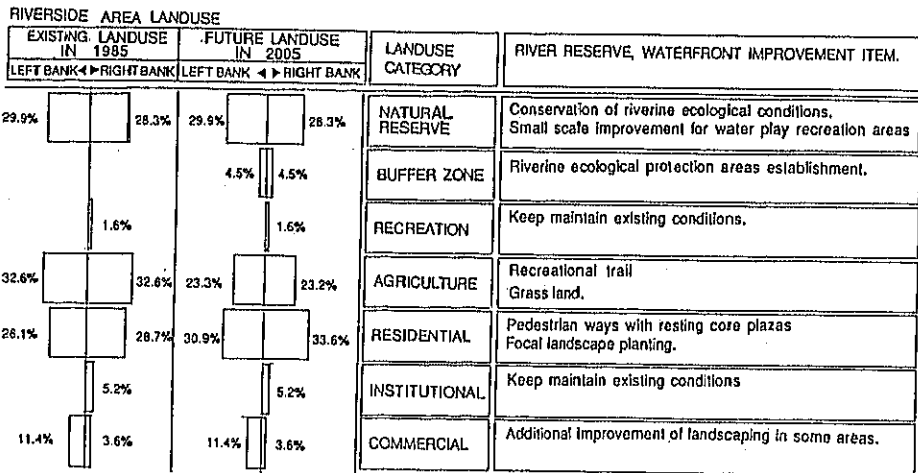 RIVERSIDE AREA LANDUSE
EXISTING LANDUSE IN 1985
FUTURE LANDUSE IN 2005
LANDUSE CATEGORY
RIVER RESERVE, WATERFRONT IMPROVEMENT ITEM.
LEFT BANK ◄ ► RIGHT BANK
LEFT BANK ◄ ► RIGHT BANK
29.9% 28.3% 29.9% 28.3% NATURAL RESERVE
Conservation of riverine ecological conditions.
Small scale improvement for water play recreation areas
4.5% 4.5% BUFFER ZONE Riverine ecological protection areas establishment.
1.6% 1.6% RECREATION Keep maintain existing conditions.
32.6% 32.6% 23.3% 23.2% AGRICULTURE
Recreational trail
Grass land.
26.1% 28.7% 30.9% 33.6% RESIDENTIAL
Pedestrian ways with resting core plazas
Focal landscape planting.
5.2% 5.2% INSTITUTIONAL Keep maintain existing conditions
11.4% 3.6% 11.4% 3.6% COMMERCIAL Additional improvement of landscaping in some areas.